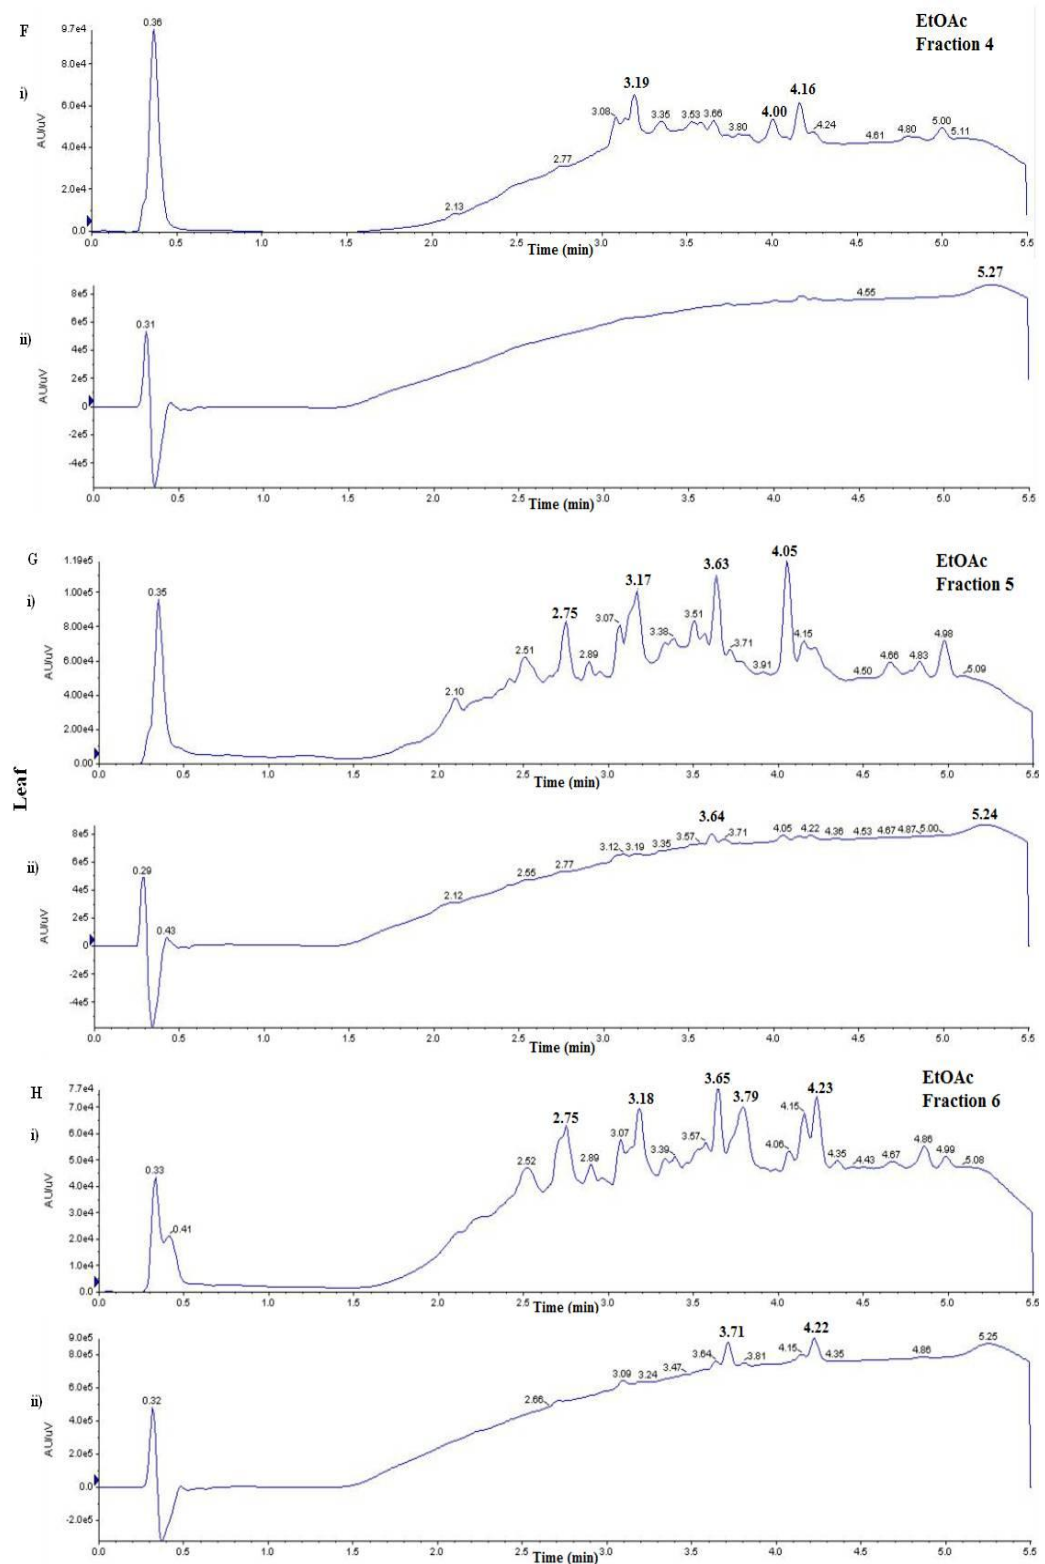 F
EtOAc
Fraction 4
i)
AU/uV
9.7e4
8.0e4
6.0e4
4.0e4
2.0e4
0.0
0.36
2.13
2.77
3.08
3.19
3.35
3.53
3.66
3.80
4.00
4.16
4.24
4.61
4.80
5.00
5.11
0.0 0.5 1.0 1.5 2.0 2.5 3.0 3.5 4.0 4.5 5.0 5.5
Time (min)
ii)
AU/uV
8e5
6e5
4e5
2e5
0
-2e5
-4e5
0.31
4.55
5.27
0.0 0.5 1.0 1.5 2.0 2.5 3.0 3.5 4.0 4.5 5.0 5.5
Time (min)
Leaf
G
EtOAc
Fraction 5
i)
AU/uV
1.19e5
1.00e5
8.00e4
6.00e4
4.00e4
2.00e4
0.00
0.35
2.10
2.51
2.75
2.89
3.07
3.17
3.38
3.51
3.63
3.71
3.91
4.05
4.15
4.50
4.66
4.83
4.98
5.09
0.0 0.5 1.0 1.5 2.0 2.5 3.0 3.5 4.0 4.5 5.0 5.5
Time (min)
ii)
AU/uV
8e5
6e5
4e5
2e5
0
-2e5
-4e5
0.29
0.43
2.12
2.55
2.77
3.12
3.19
3.35
3.57
3.64
3.71
4.05
4.22
4.36
4.53
4.67
4.87
5.00
5.24
0.0 0.5 1.0 1.5 2.0 2.5 3.0 3.5 4.0 4.5 5.0 5.5
Time (min)
H
EtOAc
Fraction 6
i)
AU/uV
7.7e4
6.0e4
5.0e4
4.0e4
3.0e4
2.0e4
1.0e4
0.0
0.33
0.41
2.52
2.75
2.89
3.07
3.18
3.39
3.57
3.65
3.79
4.06
4.15
4.23
4.35
4.43
4.67
4.86
4.99
5.08
0.0 0.5 1.0 1.5 2.0 2.5 3.0 3.5 4.0 4.5 5.0 5.5
Time (min)
ii)
AU/uV
9.0e5
8.0e5
6.0e5
4.0e5
2.0e5
0.0
-2.0e5
0.32
2.66
3.09
3.24
3.47
3.64
3.71
3.81
4.15
4.22
4.35
4.86
5.25
0.0 0.5 1.0 1.5 2.0 2.5 3.0 3.5 4.0 4.5 5.0 5.5
Time (min)